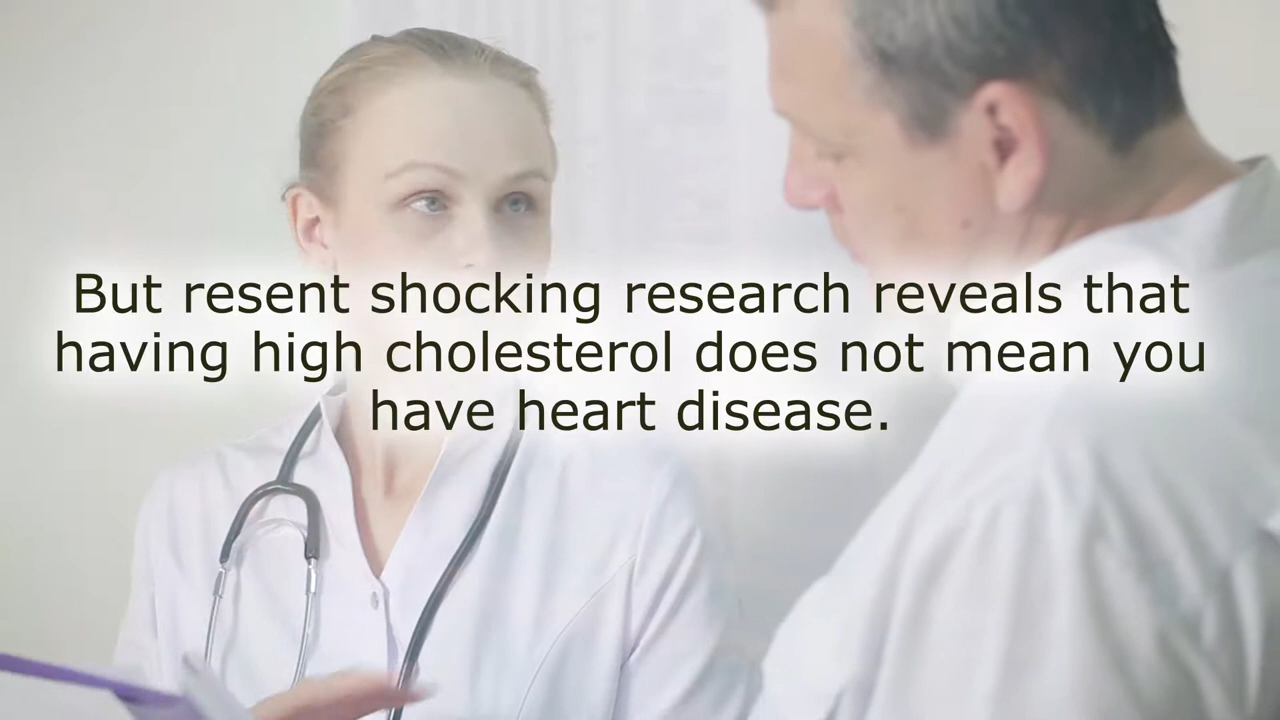 But resent shocking research reveals that
having high cholesterol does not mean you
have heart disease.